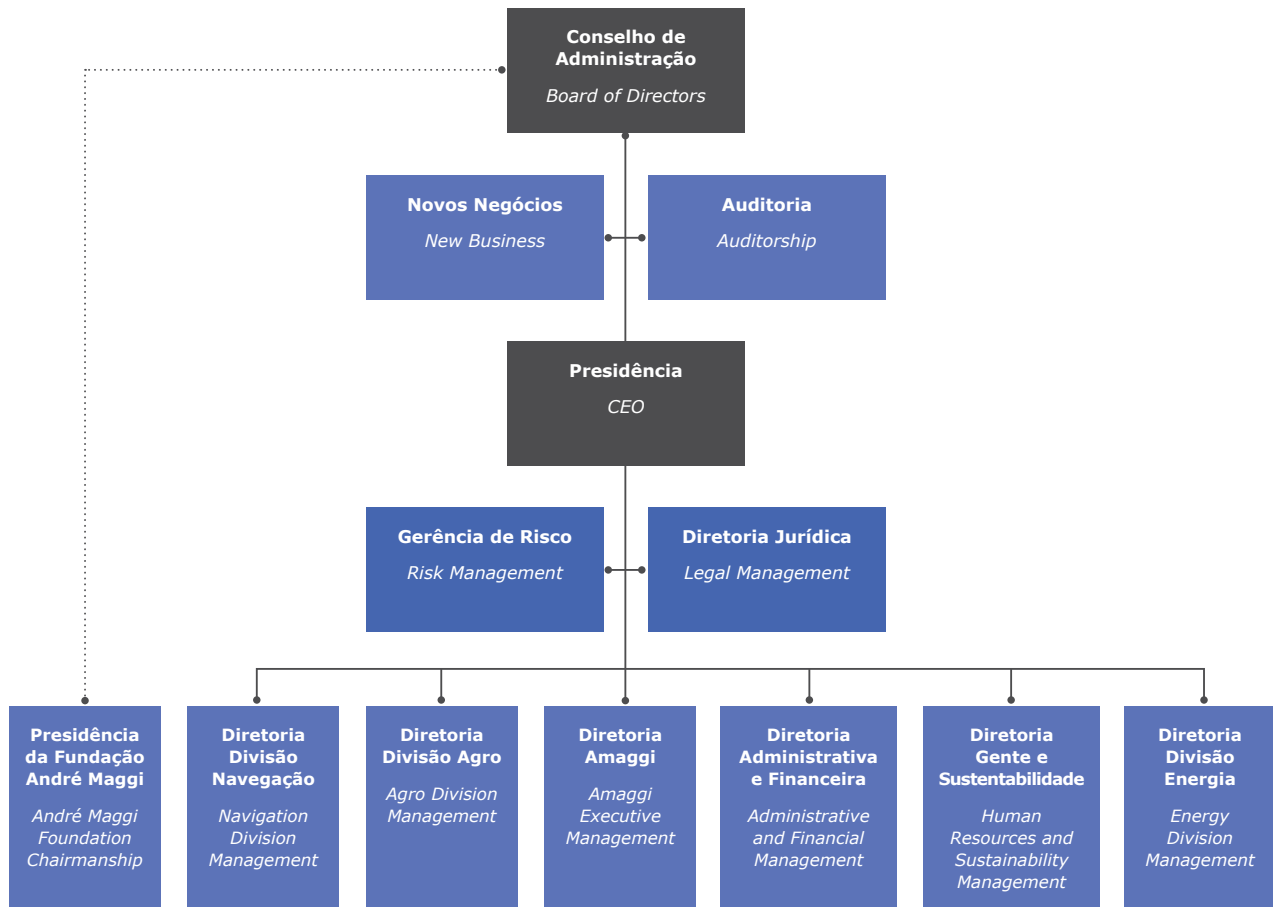 Conselho de
Administração
Board of Directors
Novos Negócios
New Business
Auditoria
Auditorship
Presidência
CEO
Gerência de Risco
Risk Management
Diretoria Jurídica
Legal Management
Presidência
da Fundação
André Maggi
André Maggi
Foundation
Chairmanship
Diretoria
Divisão
Navegação
Navigation
Division
Management
Diretoria
Divisão Agro
Agro Division
Management
Diretoria
Amaggi
Amaggi
Executive
Management
Diretoria
Administrativa
e Financeira
Administrative
and Financial
Management
Diretoria
Gente e
Sustentabilidade
Human
Resources and
Sustainability
Management
Diretoria
Divisão
Energia
Energy
Division
Management